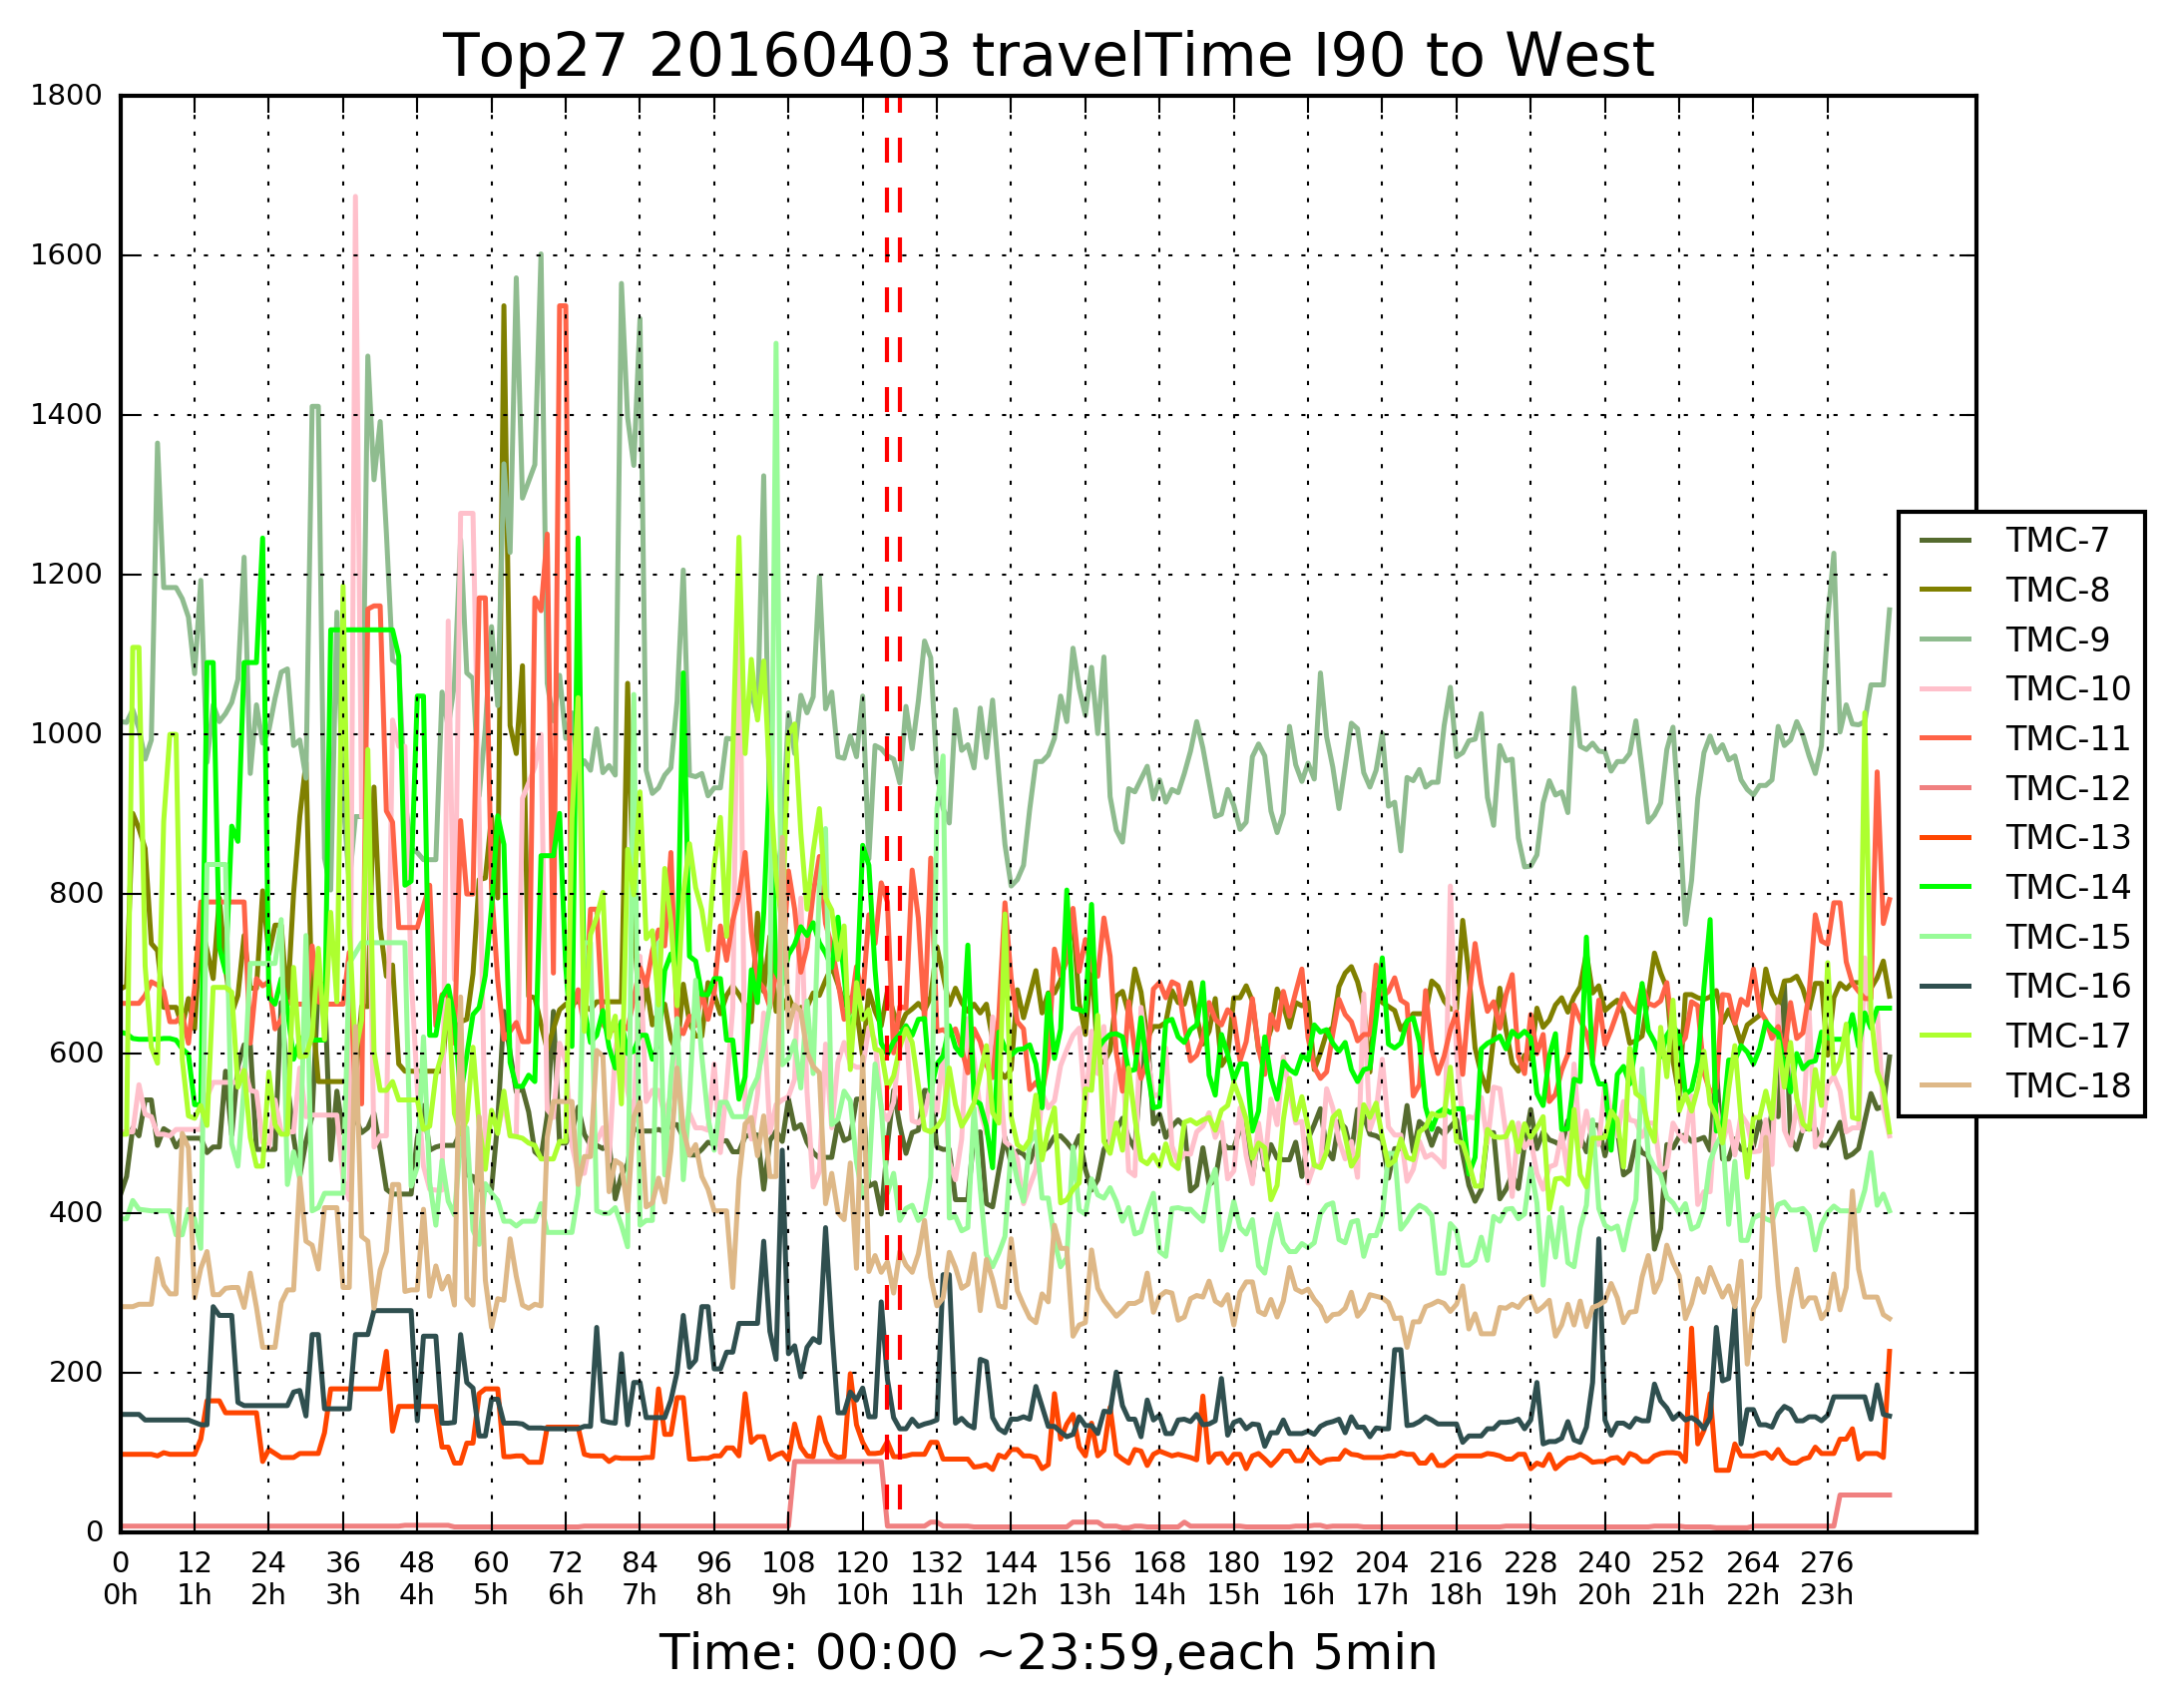 Top27 20160403 travelTime I90 to West
1800
1600
1400
1200
1000
800
600
400
200
0
TMC-7
TMC-8
TMC-9
TMC-10
TMC-11
TMC-12
TMC-13
TMC-14
TMC-15
TMC-16
TMC-17
TMC-18
0 12 24 36 48 60 72 84 96 108 120 132 144 156 168 180 192 204 216 228 240 252 264 276
0h 1h 2h 3h 4h 5h 6h 7h 8h 9h 10h 11h 12h 13h 14h 15h 16h 17h 18h 19h 20h 21h 22h 23h
Time: 00:00 ~23:59,each 5min